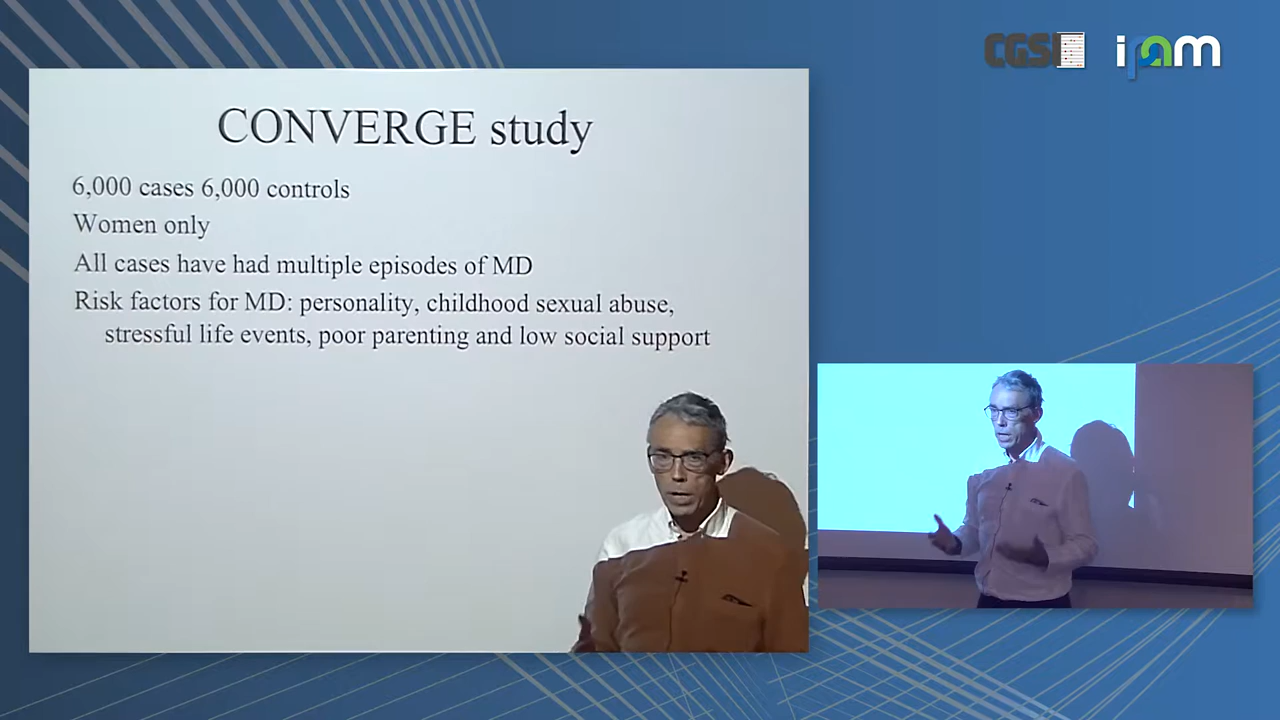 CGSI
ipam
CONVERGE study
6,000 cases 6,000 controls
Women only
All cases have had multiple episodes of MD
Risk factors for MD: personality, childhood sexual abuse,
stressful life events, poor parenting and low social support